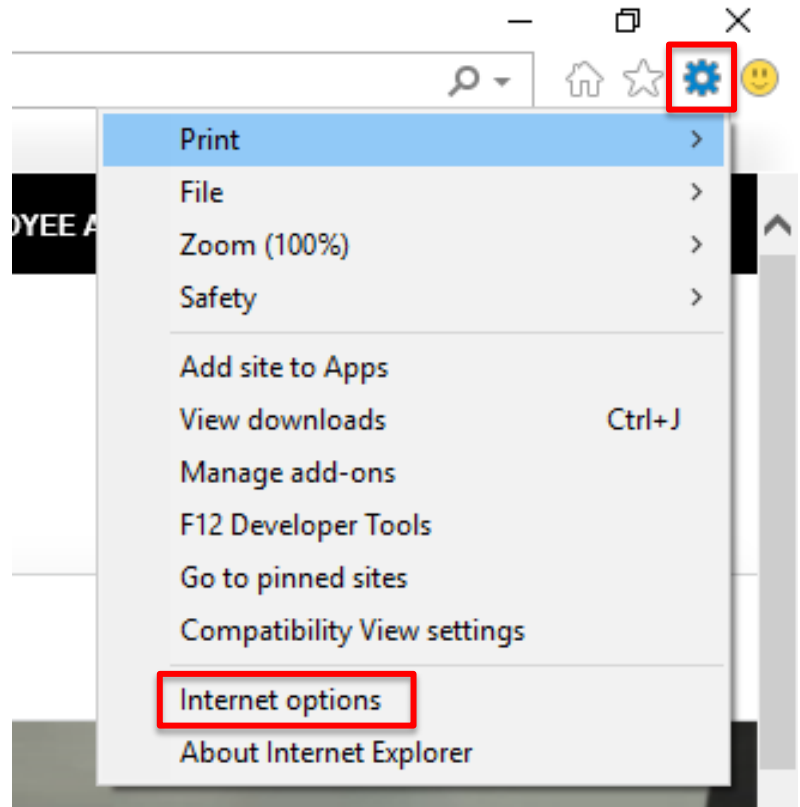 Print
OYEE A
File
Zoom (100%)
Safety
Add site to Apps
View downloads Ctrl+J
Manage add-ons
F12 Developer Tools
Go to pinned sites
Compatibility View settings
Internet options
About Internet Explorer